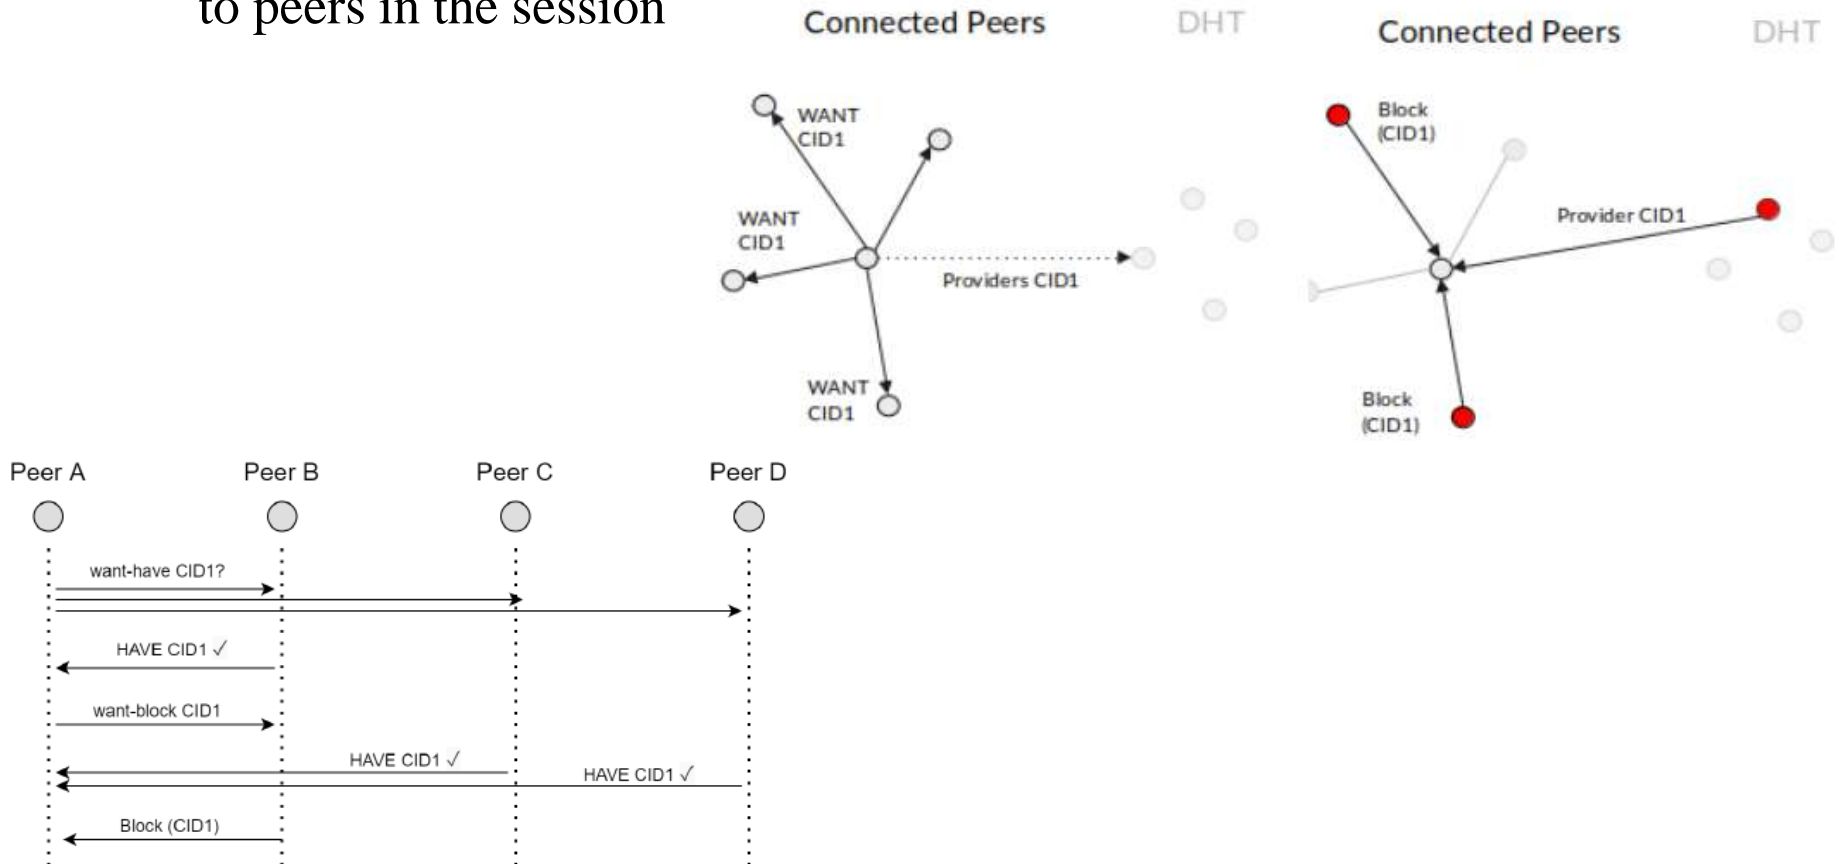 to peers in the session
Connected Peers
DHT
WANT
CID1
WANT
CID1
Providers CID1
WANT
CID1
Connected Peers
DHT
Block
(CID1)
Provider CID1
Block
(CID1)
Peer A
Peer B
Peer C
Peer D
want-have CID1?
HAVE CID1 ✓
want-block CID1
HAVE CID1 ✓
HAVE CID1 ✓
Block (CID1)